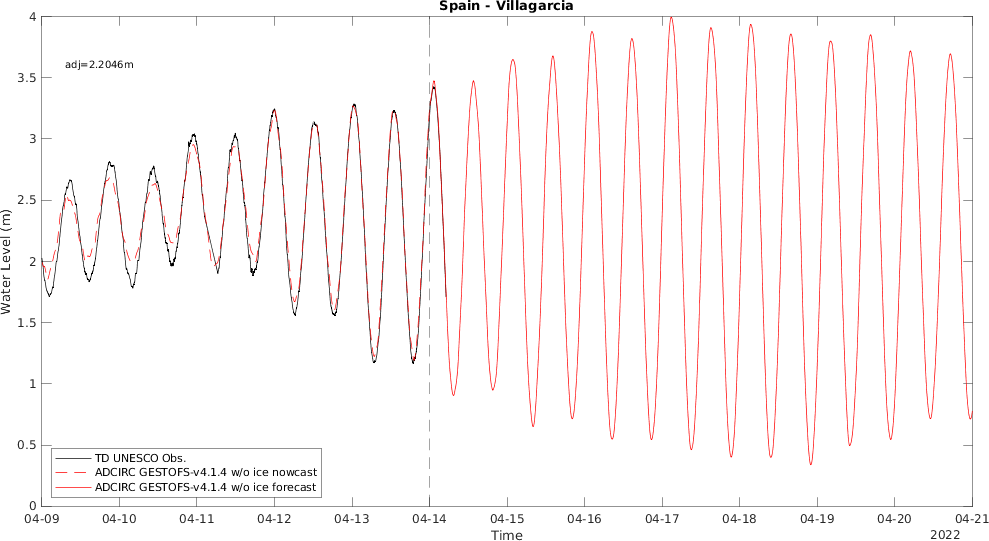 Spain - Villagarcia
adj=2.2046m
Water Level (m)
4
3.5
3
2.5
2
1.5
1
0.5
0
TD UNESCO Obs.
ADCIRC GESTOFS-v4.1.4 w/o ice nowcast
ADCIRC GESTOFS-v4.1.4 w/o ice forecast
04-09 04-10 04-11 04-12 04-13 04-14 04-15 04-16 04-17 04-18 04-19 04-20 04-21
Time
2022